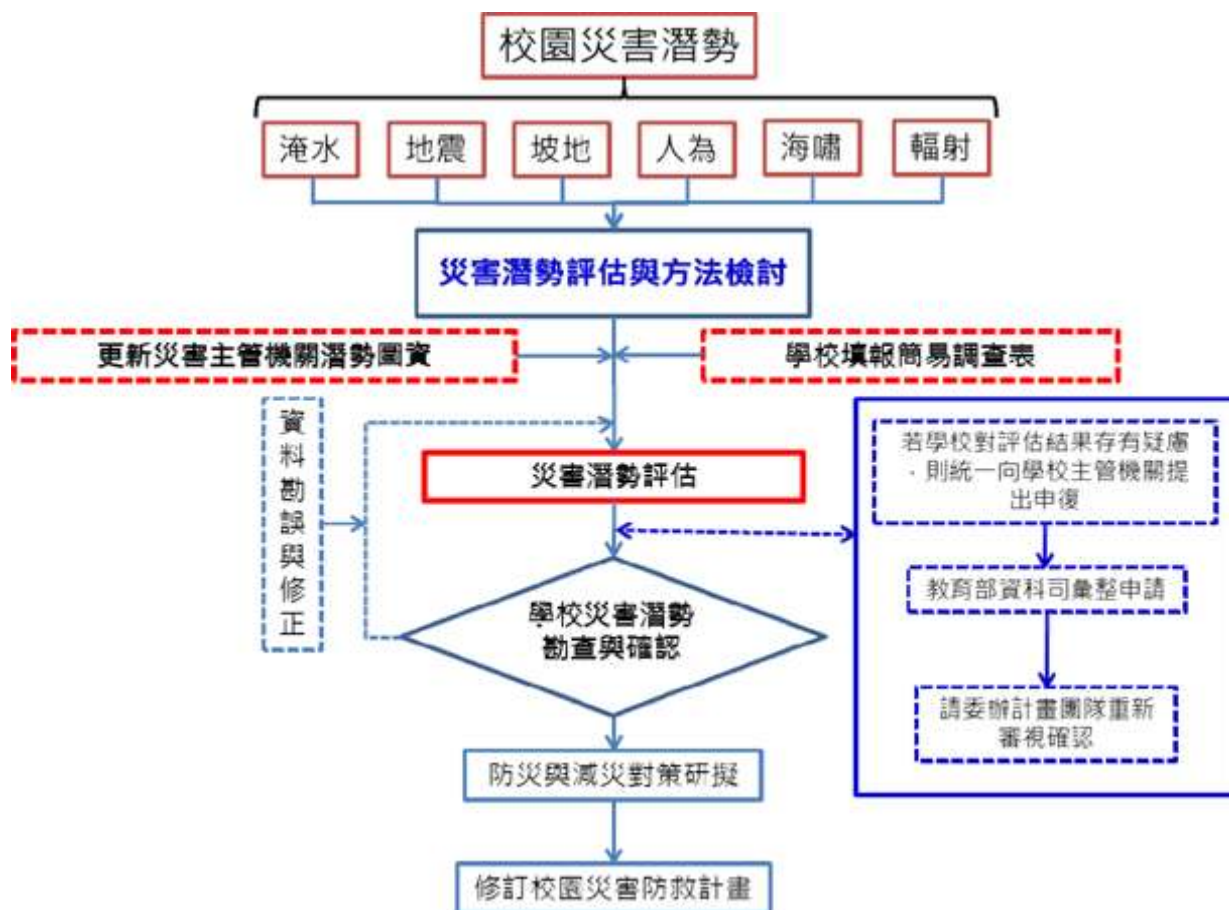 校園災害潛勢
淹水
地震
坡地
人為
海嘯
輻射
災害潛勢評估與方法檢討
更新災害主管機關潛勢圖資
學校填報簡易調查表
資料勘誤與修正
災害潛勢評估
若學校對評估結果存有疑慮
，則統一向學校主管機關提
出申復
教育部資科司彙整申請
學校災害潛勢
勘查與確認
請委辦計畫團隊重新
審視確認
防災與減災對策研擬
修訂校園災害防救計畫